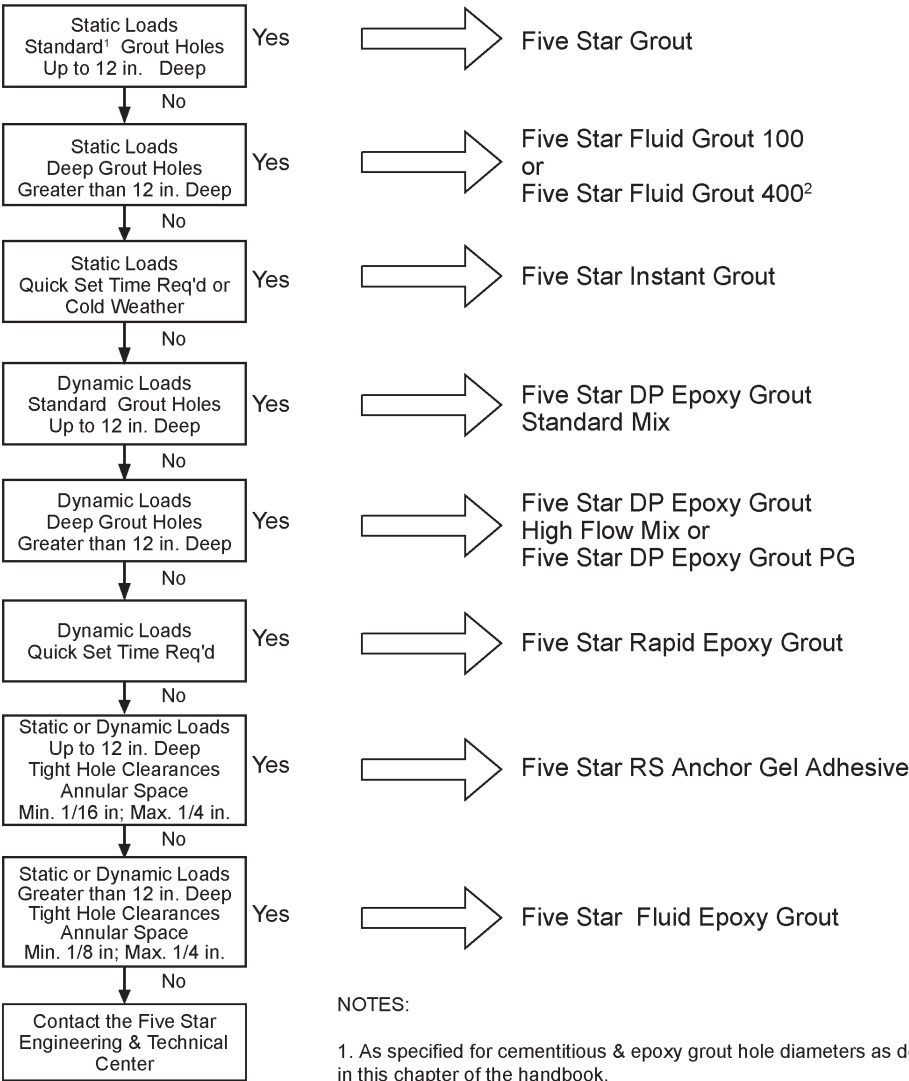 Static Loads
Standard¹ Grout Holes
Up to 12 in. Deep
Yes
Five Star Grout
No
Static Loads
Deep Grout Holes
Greater than 12 in. Deep
Yes
Five Star Fluid Grout 100
or
Five Star Fluid Grout 400²
No
Static Loads
Quick Set Time Req'd or
Cold Weather
Yes
Five Star Instant Grout
No
Dynamic Loads
Standard Grout Holes
Up to 12 in. Deep
Yes
Five Star DP Epoxy Grout
Standard Mix
No
Dynamic Loads
Deep Grout Holes
Greater than 12 in. Deep
Yes
Five Star DP Epoxy Grout
High Flow Mix or
Five Star DP Epoxy Grout PG
No
Dynamic Loads
Quick Set Time Req'd
Yes
Five Star Rapid Epoxy Grout
No
Static or Dynamic Loads
Up to 12 in. Deep
Tight Hole Clearances
Annular Space
Min. 1/16 in; Max. 1/4 in.
Yes
Five Star RS Anchor Gel Adhesive
No
Static or Dynamic Loads
Greater than 12 in. Deep
Tight Hole Clearances
Annular Space
Min. 1/8 in; Max. 1/4 in.
Yes
Five Star Fluid Epoxy Grout
No
Contact the Five Star
Engineering & Technical
Center
NOTES:
1. As specified for cementitious & epoxy grout hole diameters as
in this chapter of the handbook.